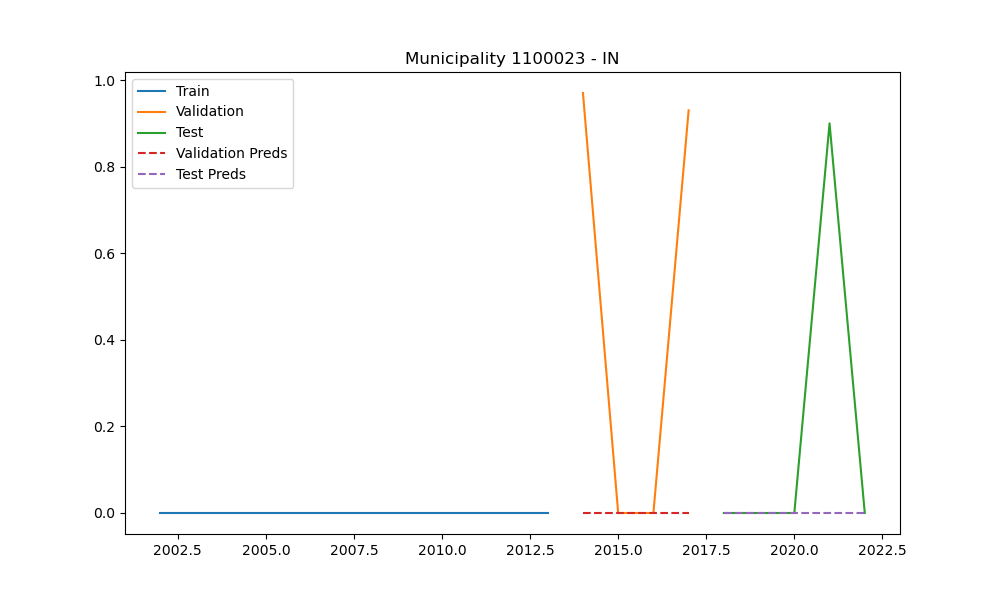 Municipality 1100023 - IN
1.0
0.8
0.6
0.4
0.2
0.0
Train
Validation
Test
Validation Preds
Test Preds
2002.5 2005.0 2007.5 2010.0 2012.5 2015.0 2017.5 2020.0 2022.5